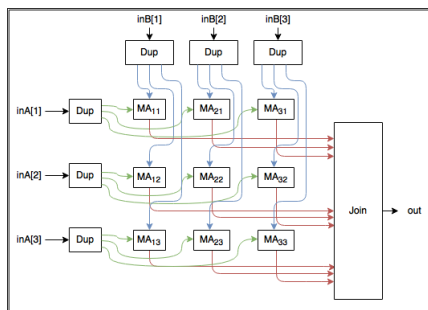 inB[1] inB[2] inB[3]
Dup Dup Dup
inA[1] Dup MA11 MA21 MA31
inA[2] Dup MA12 MA22 MA32
Join out
inA[3] Dup MA13 MA23 MA33